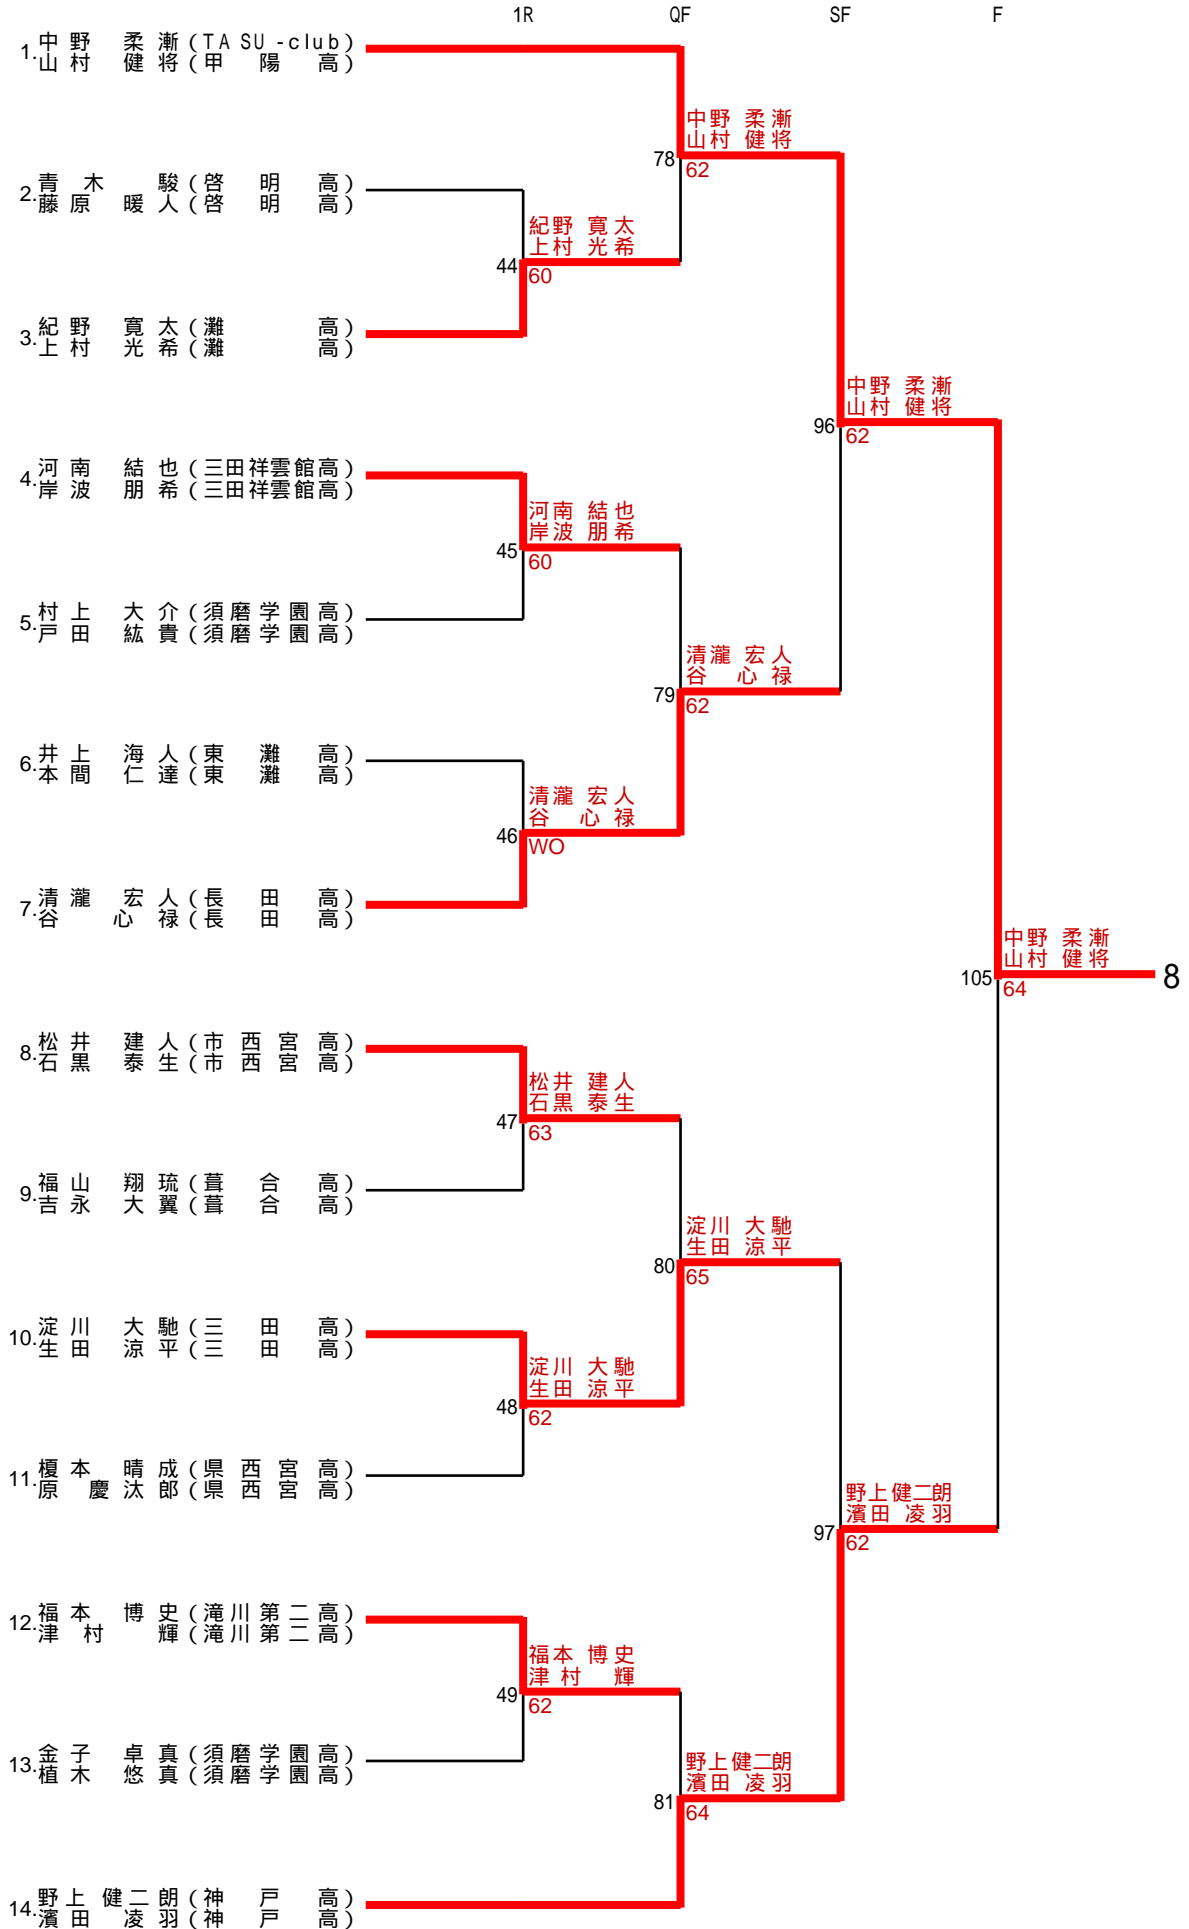 1R QF SF F
1. 中野 柔漸 (TASU-club)
山村 健将 (甲陽高)
中野 柔漸
山村 健将
78
62
2. 青木 駿 (啓明高)
藤原 暖人 (啓明高)
紀野 寛太
上村 光希
44
60
3. 紀野 寛太 (灘高)
上村 光希 (灘高)
中野 柔漸
山村 健将
96
62
4. 河南 結也 (三田祥雲館高)
岸波 朋希 (三田祥雲館高)
河南 結也
岸波 朋希
45
60
5. 村上 大介 (須磨学園高)
戸田 紘貴 (須磨学園高)
清瀧 宏人
谷 心禄
79
62
6. 井上 海人 (東灘高)
本間 仁達 (東灘高)
清瀧 宏人
谷 心禄
46
WO
7. 清瀧 宏人 (長田高)
谷 心禄 (長田高)
中野 柔漸
山村 健将
105
64
8
8. 松井 建人 (市西宮高)
石黒 泰生 (市西宮高)
松井 建人
石黒 泰生
47
63
9. 福山 翔琉 (葺合高)
吉永 大翼 (葺合高)
淀川 大馳
生田 涼平
80
65
10. 淀川 大馳 (三田高)
生田 涼平 (三田高)
淀川 大馳
生田 涼平
48
62
11. 榎本 晴成 (県西宮高)
原 慶汰郎 (県西宮高)
野上健二朗
濱田 凌羽
97
62
12. 福本 博史 (滝川第二高)
津村 輝 (滝川第二高)
福本 博史
津村 輝
49
62
13. 金子 卓真 (須磨学園高)
植木 悠真 (須磨学園高)
野上健二朗
濱田 凌羽
81
64
14. 野上 健二朗 (神戸高)
濱田 凌羽 (神戸高)